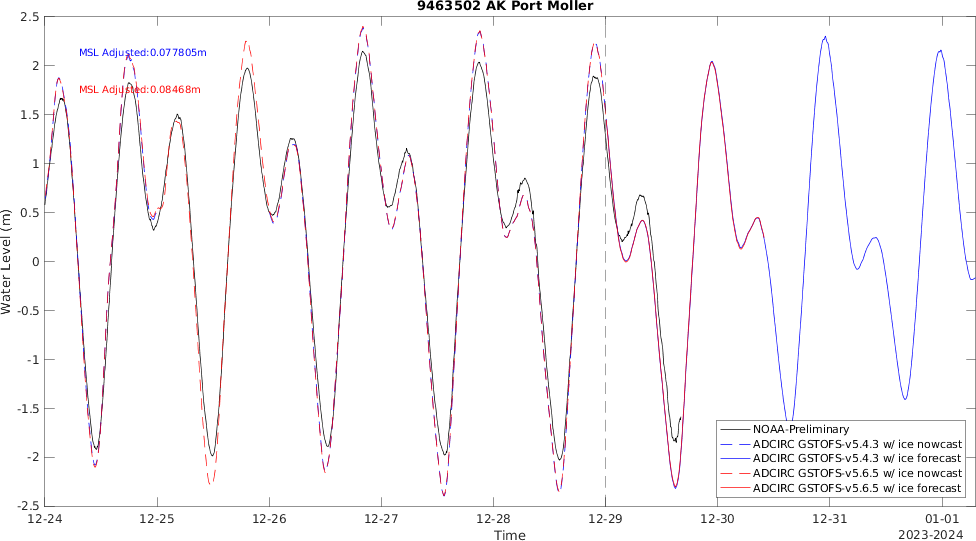 9463502 AK Port Moller
MSL Adjusted:0.077805m
MSL Adjusted:0.08468m
Water Level (m)
2.5
2
1.5
1
0.5
0
-0.5
-1
-1.5
-2
-2.5
NOAA-Preliminary
ADCIRC GSTOFS-v5.4.3 w/ ice nowcast
ADCIRC GSTOFS-v5.4.3 w/ ice forecast
ADCIRC GSTOFS-v5.6.5 w/ ice nowcast
ADCIRC GSTOFS-v5.6.5 w/ ice forecast
12-24 12-25 12-26 12-27 12-28 12-29 12-30 12-31 01-01
Time
2023-2024